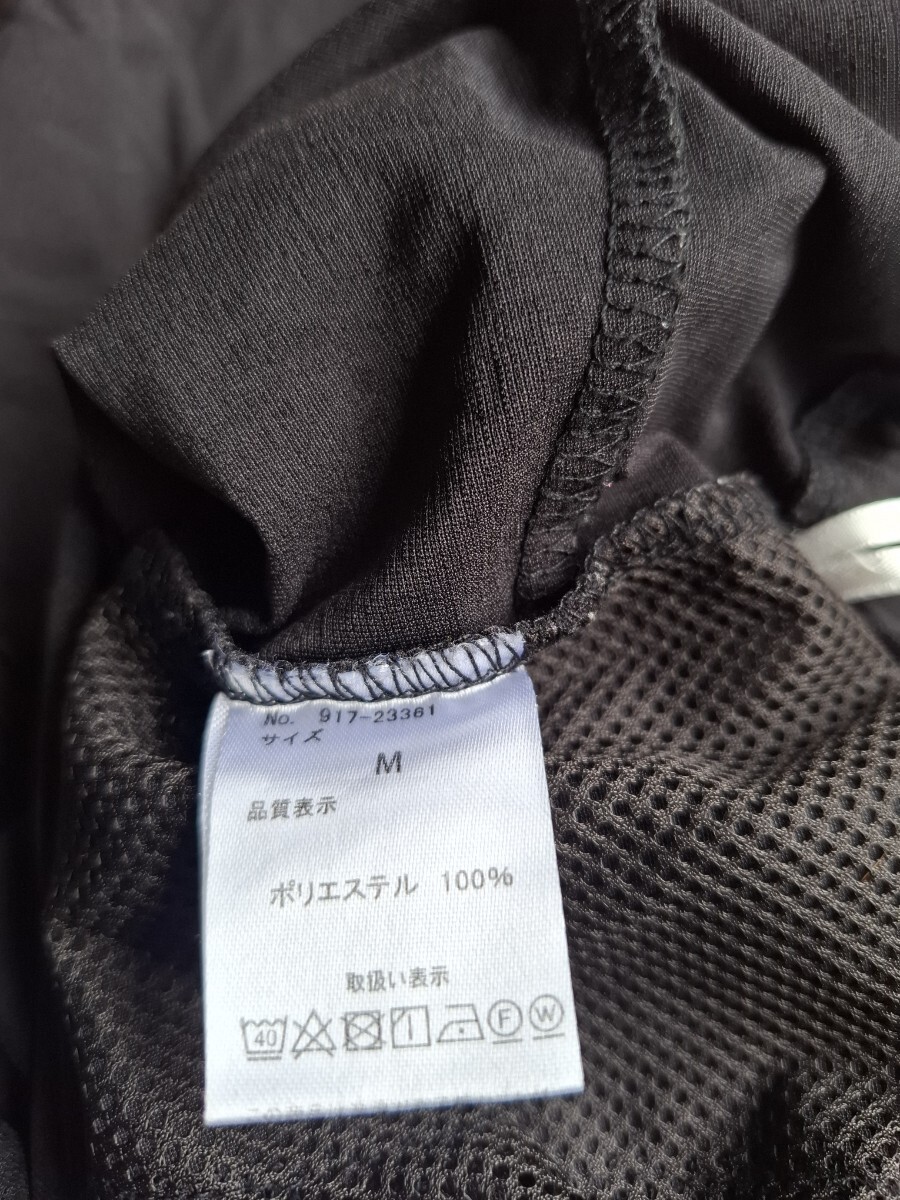 No. 917-23361
サイズ
M
品質表示
ポリエステル 100%
取扱い表示
40 F W